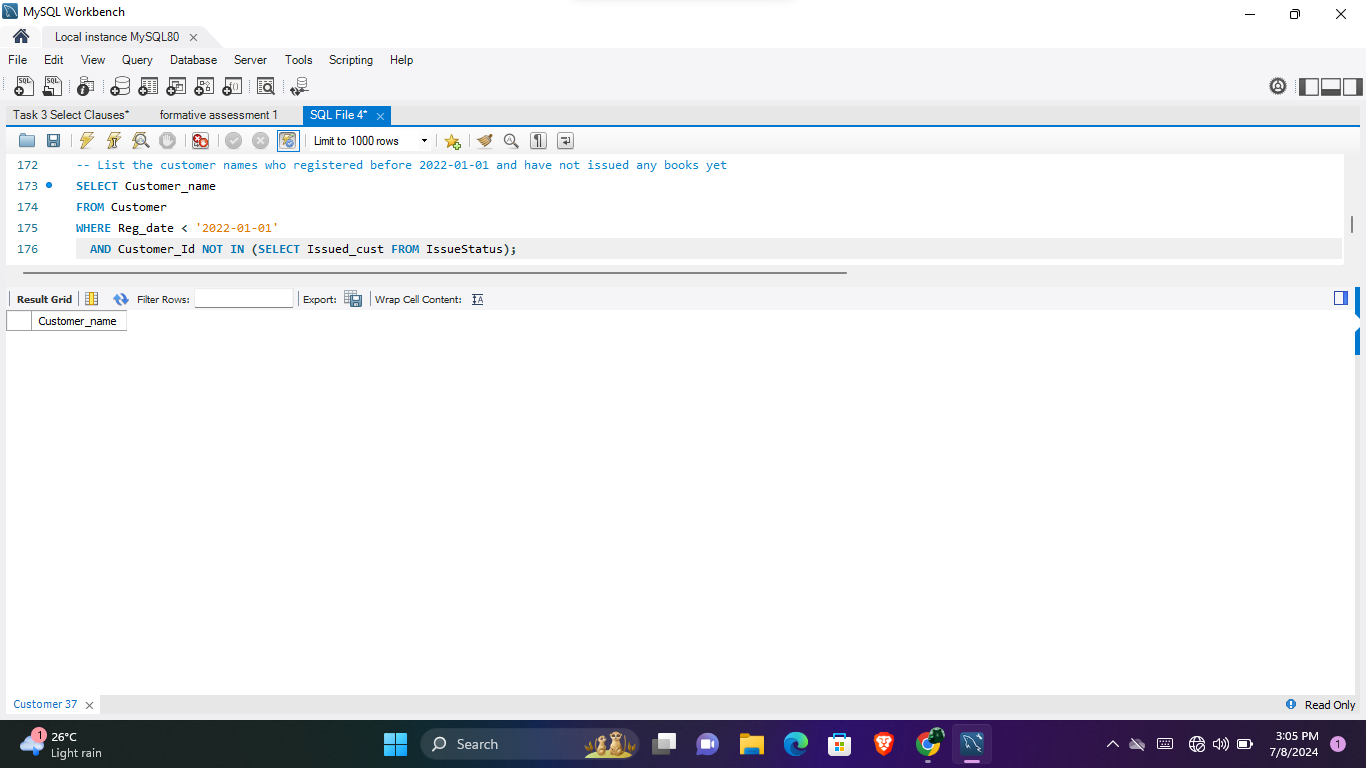 MySQL Workbench
Local instance MySQL80
File Edit View Query Database Server Tools Scripting Help
Task 3 Select Clauses* formative assessment 1 SQL File 4*
Limit to 1000 rows
172 -- List the customer names who registered before 2022-01-01 and have not issued any books yet
173 SELECT Customer_name
174 FROM Customer
175 WHERE Reg_date < '2022-01-01'
176 AND Customer_Id NOT IN (SELECT Issued_cust FROM IssueStatus);
Result Grid Filter Rows: Export: Wrap Cell Content:
Customer_name
Customer 37 Read Only
1 26°C
Light rain
Search
3:05 PM
7/8/2024
1